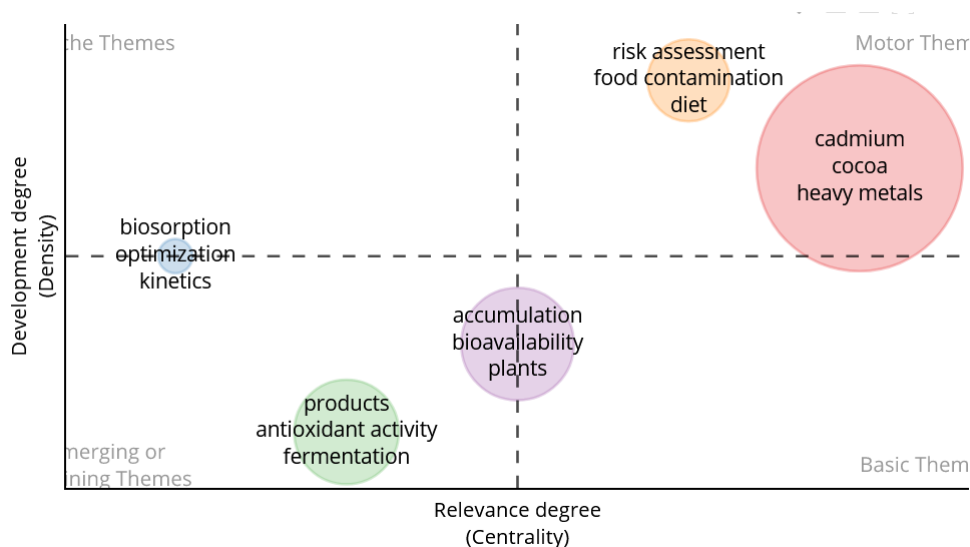 che Themes
Motor Them
risk assessment
food contamination
diet
cadmium
cocoa
heavy metals
biosorption
optimization
kinetics
accumulation
bioavailability
plants
products
antioxidant activity
fermentation
merging or
ining Themes
Basic Them
Development degree
(Density)
Relevance degree
(Centrality)